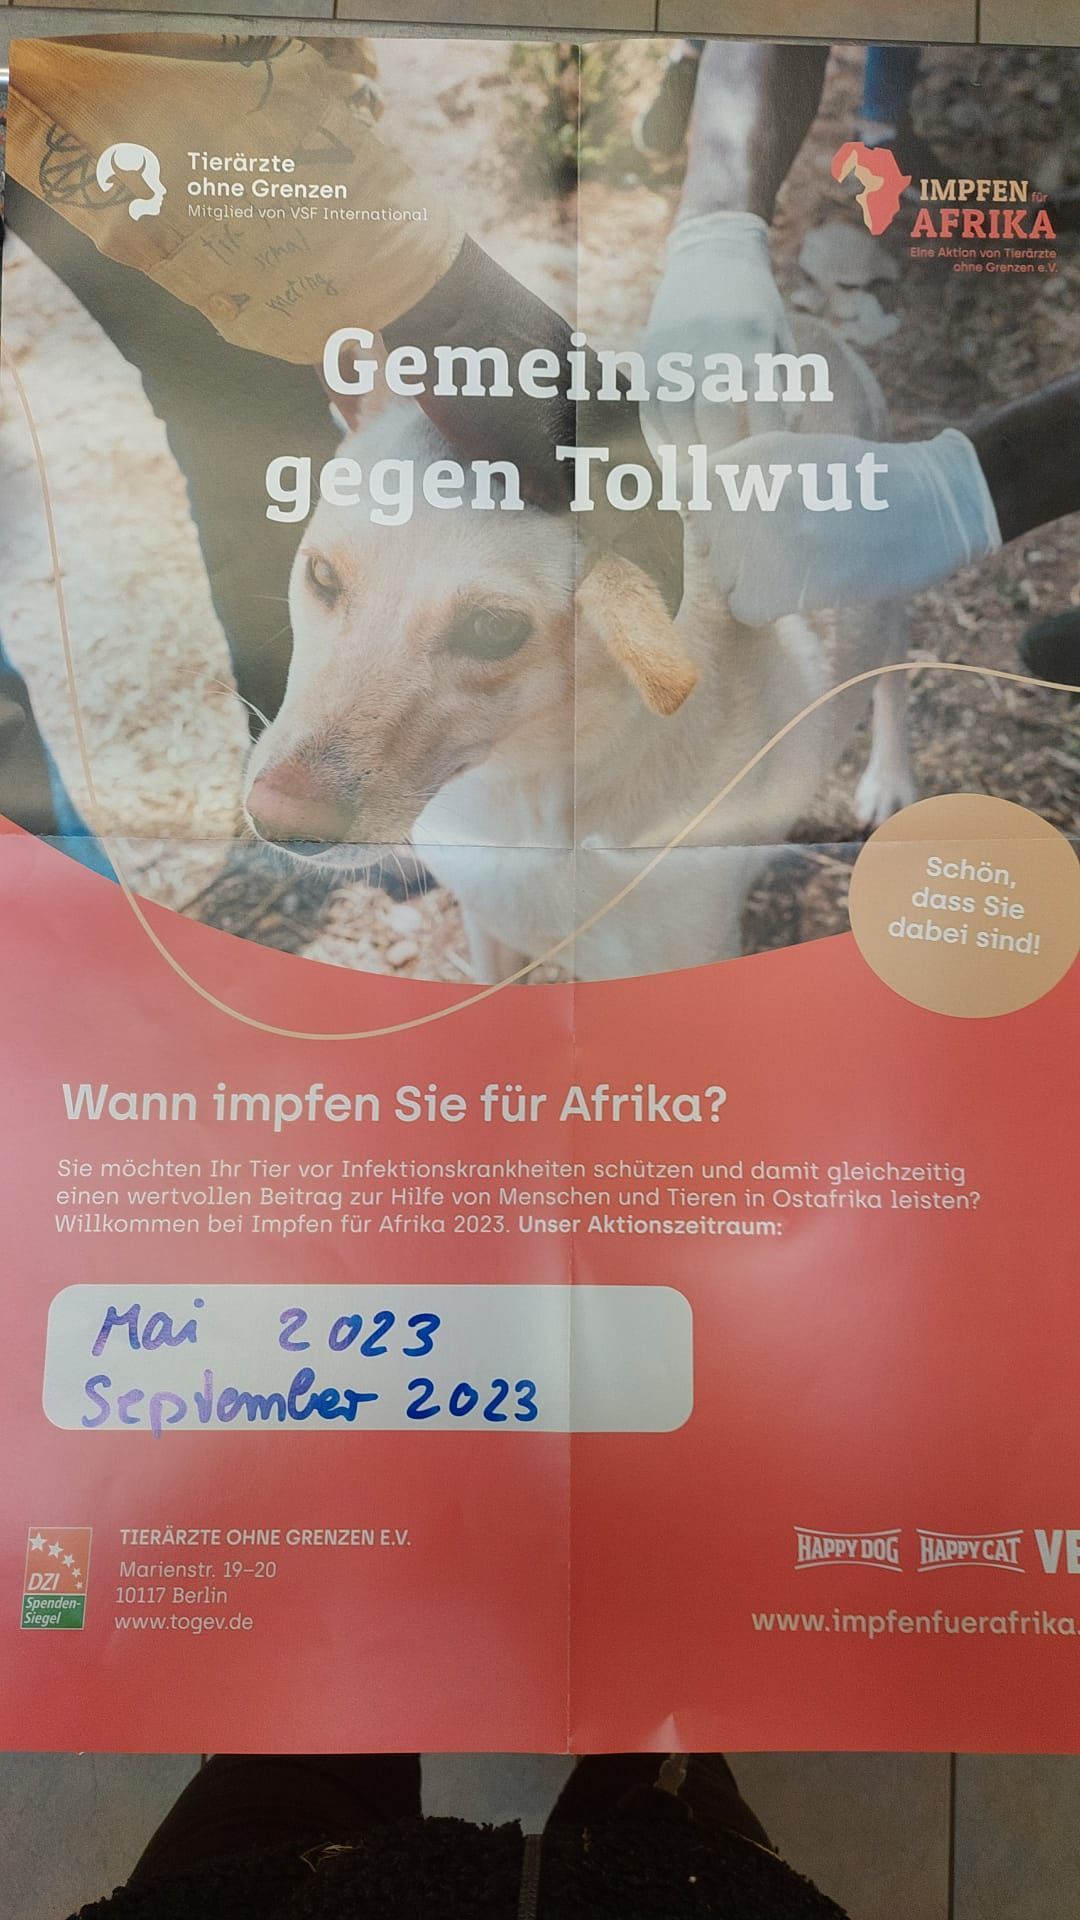 Tierärzte
ohne Grenzen
Mitglied von VSF International
IMPFEN für
AFRIKA
Eine Aktion von Tierärzte
ohne Grenzen e.V.
Gemeinsam
gegen Tollwut
Schön,
dass Sie
dabei sind!
Wann impfen Sie für Afrika?
Sie möchten Ihr Tier vor Infektionskrankheiten schützen und damit gleichzeitig
einen wertvollen Beitrag zur Hilfe von Menschen und Tieren in Ostafrika leisten?
Willkommen bei Impfen für Afrika 2023. Unser Aktionszeitraum:
Mai 2023
September 2023
DZI
Spenden-
Siegel
TIERÄRZTE OHNE GRENZEN E.V.
Marienstr. 19–20
10117 Berlin
www.togev.de
HAPPY DOG HAPPY CAT VE
www.impfenfuerafrika.